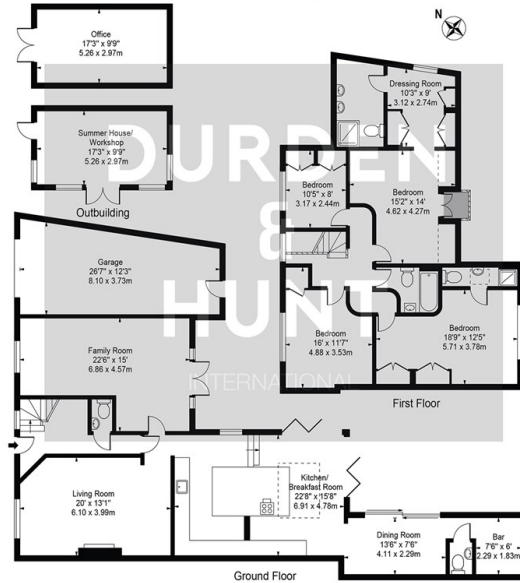 N
Office
17'3" x 9'9"
5.26 x 2.97m
Summer House/
Workshop
17'3" x 9'9"
5.26 x 2.97m
Outbuilding
Dressing Room
10'3" x 9'
3.12 x 2.74m
Bedroom
10'5" x 8'
3.17 x 2.44m
Bedroom
15'2" x 14'
4.62 x 4.27m
Garage
26'7" x 12'3"
8.10 x 3.73m
Family Room
22'6" x 15'
6.86 x 4.57m
Bedroom
16' x 11'7"
4.88 x 3.53m
Bedroom
18'9" x 12'5"
5.71 x 3.78m
First Floor
DURDEN
&
HUNT
INTERNATIONAL
Living Room
20' x 13'1"
6.10 x 3.99m
Kitchen/
Breakfast Room
22'8" x 15'8"
6.91 x 4.78m
Dining Room
13'6" x 7'6"
4.11 x 2.29m
Bar
7'6" x 6'
2.29 x 1.83m
Ground Floor